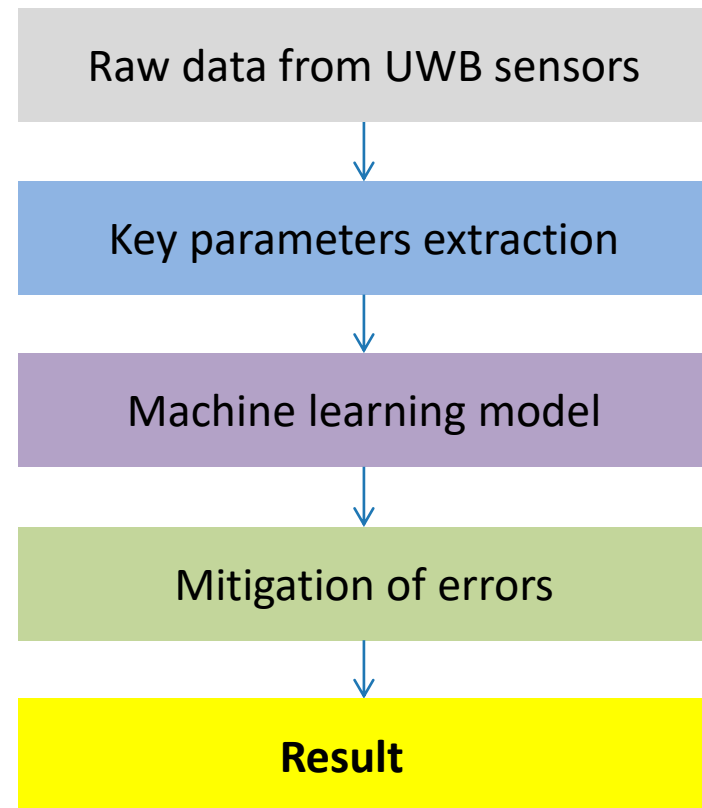 Raw data from UWB sensors
Key parameters extraction
Machine learning model
Mitigation of errors
Result